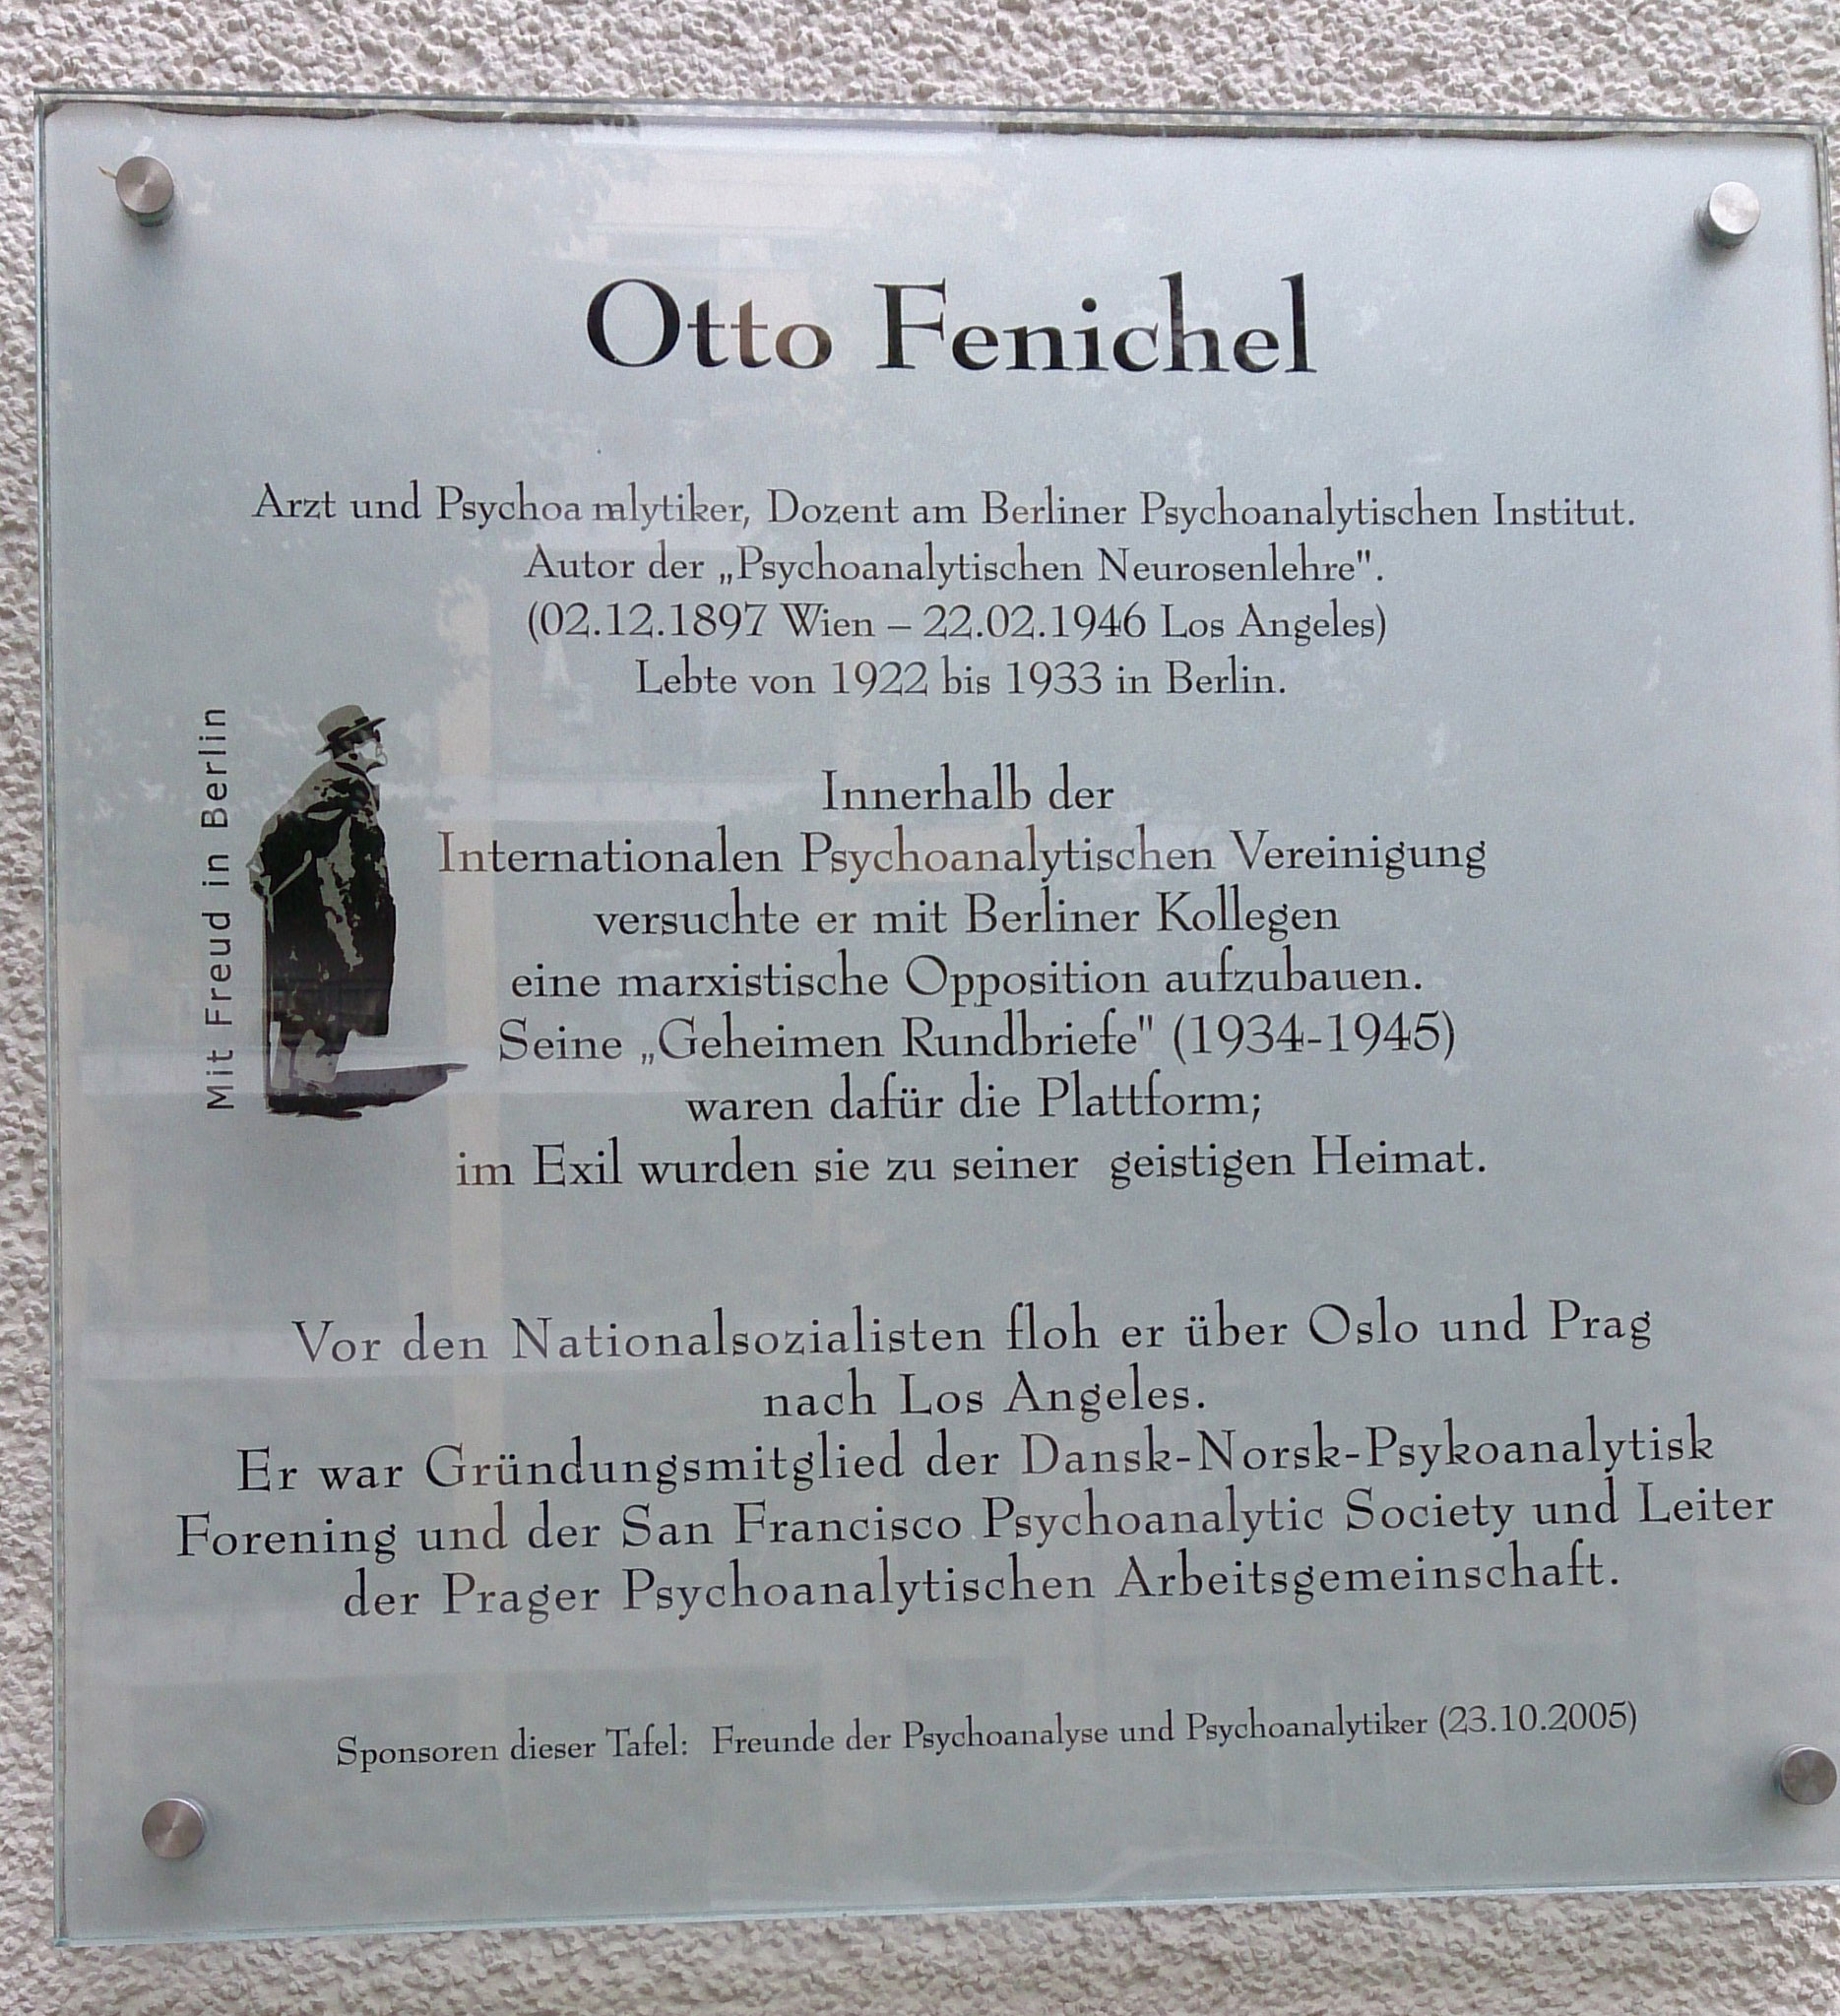 Otto Fenichel
Arzt und Psychoa nalytiker, Dozent am Berliner Psychoanalytischen Institut.
Autor der „Psychoanalytischen Neurosenlehre".
(02.12.1897 Wien – 22.02.1946 Los Angeles)
Lebte von 1922 bis 1933 in Berlin.
Mit Freud in Berlin
Innerhalb der
Internationalen Psychoanalytischen Vereinigung
versuchte er mit Berliner Kollegen
eine marxistische Opposition aufzubauen.
Seine „Geheimen Rundbriefe" (1934-1945)
waren dafür die Plattform;
im Exil wurden sie zu seiner geistigen Heimat.
Vor den Nationalsozialisten floh er über Oslo und Prag
nach Los Angeles.
Er war Gründungsmitglied der Dansk-Norsk-Psykoanalytisk
Forening und der San Francisco Psychoanalytic Society und Leiter
der Prager Psychoanalytischen Arbeitsgemeinschaft.
Sponsoren dieser Tafel: Freunde der Psychoanalyse und Psychoanalytiker (23.10.2005)